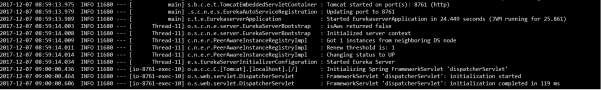 2017-12-07 08:59:13.975 INFO 11680 --- [ main] s.b.c.e.t.TomcatEmbeddedServletContainer : Tomcat started on port(s): 8761 (http)
2017-12-07 08:59:13.979 INFO 11680 --- [ main] .s.c.n.e.s.EurekaAutoServiceRegistration : Updating port to 8761
2017-12-07 08:59:13.989 INFO 11680 --- [ main] c.t.EurekaserverApplication : Started EurekaserverApplication in 24.449 seconds (JVM running for 25.861)
2017-12-07 08:59:14.008 INFO 11680 --- [ Thread-11] o.s.c.n.e.server.EurekaServerBootstrap : isAws returned false
2017-12-07 08:59:14.009 INFO 11680 --- [ Thread-11] o.s.c.n.e.server.EurekaServerBootstrap : Initialized server context
2017-12-07 08:59:14.009 INFO 11680 --- [ Thread-11] c.n.e.r.PeerAwareInstanceRegistryImpl : Got 1 instances from neighboring DS node
2017-12-07 08:59:14.011 INFO 11680 --- [ Thread-11] c.n.e.r.PeerAwareInstanceRegistryImpl : Renew threshold is: 1
2017-12-07 08:59:14.014 INFO 11680 --- [ Thread-11] c.n.e.r.PeerAwareInstanceRegistryImpl : Changing status to UP
2017-12-07 08:59:14.033 INFO 11680 --- [ Thread-11] e.s.EurekaServerInitializerConfiguration : Started Eureka Server
2017-12-07 09:00:00.436 INFO 11680 --- [io-8761-exec-10] o.a.c.c.C.[Tomcat].[localhost].[/] : Initializing Spring FrameworkServlet 'dispatcherServlet'
2017-12-07 09:00:00.484 INFO 11680 --- [io-8761-exec-10] o.s.web.servlet.DispatcherServlet : FrameworkServlet 'dispatcherServlet': initialization started
2017-12-07 09:00:00.606 INFO 11680 --- [io-8761-exec-10] o.s.web.servlet.DispatcherServlet : FrameworkServlet 'dispatcherServlet': initialization completed in 119 ms